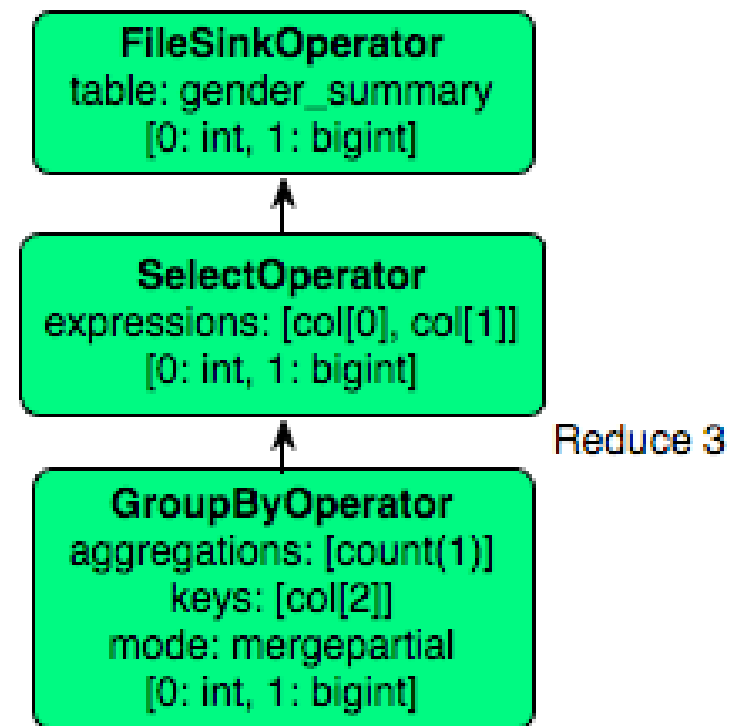 FileSinkOperator
table: gender_summary
[0: int, 1: bigint]
SelectOperator
expressions: [col[0], col[1]]
[0: int, 1: bigint]
Reduce 3
GroupByOperator
aggregations: [count(1)]
keys: [col[2]]
mode: mergepartial
[0: int, 1: bigint]